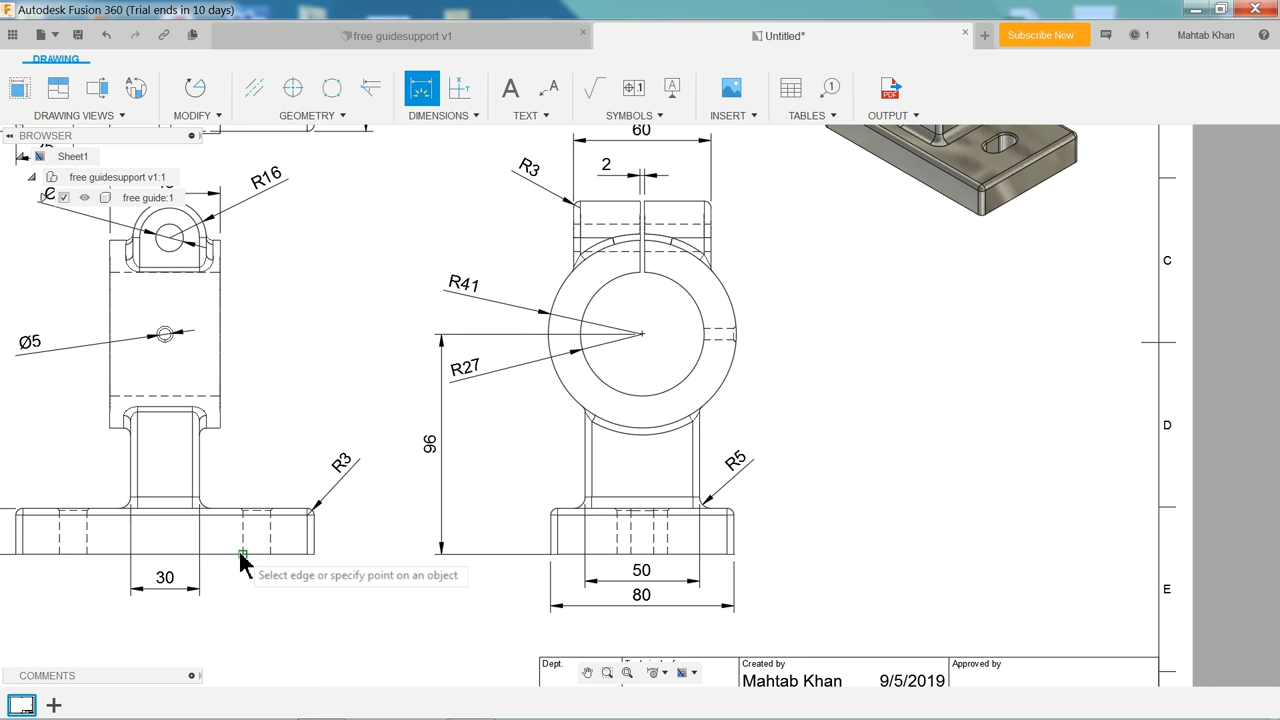 Autodesk Fusion 360 (Trial ends in 10 days)
free guidesupport v1
Untitled*
Subscribe Now
1
Mahtab Khan
DRAWING
DRAWING VIEWS
MODIFY
GEOMETRY
DIMENSIONS
TEXT
SYMBOLS
INSERT
TABLES
OUTPUT
BROWSER
Sheet1
free guidesupport v1:1
free guide:1
60
R3
2
R16
C
R41
Ø5
R27
96
D
R3
R5
30
Select edge or specify point on an object
50
80
E
COMMENTS
Dept.
Created by
Approved by
Mahtab Khan
9/5/2019